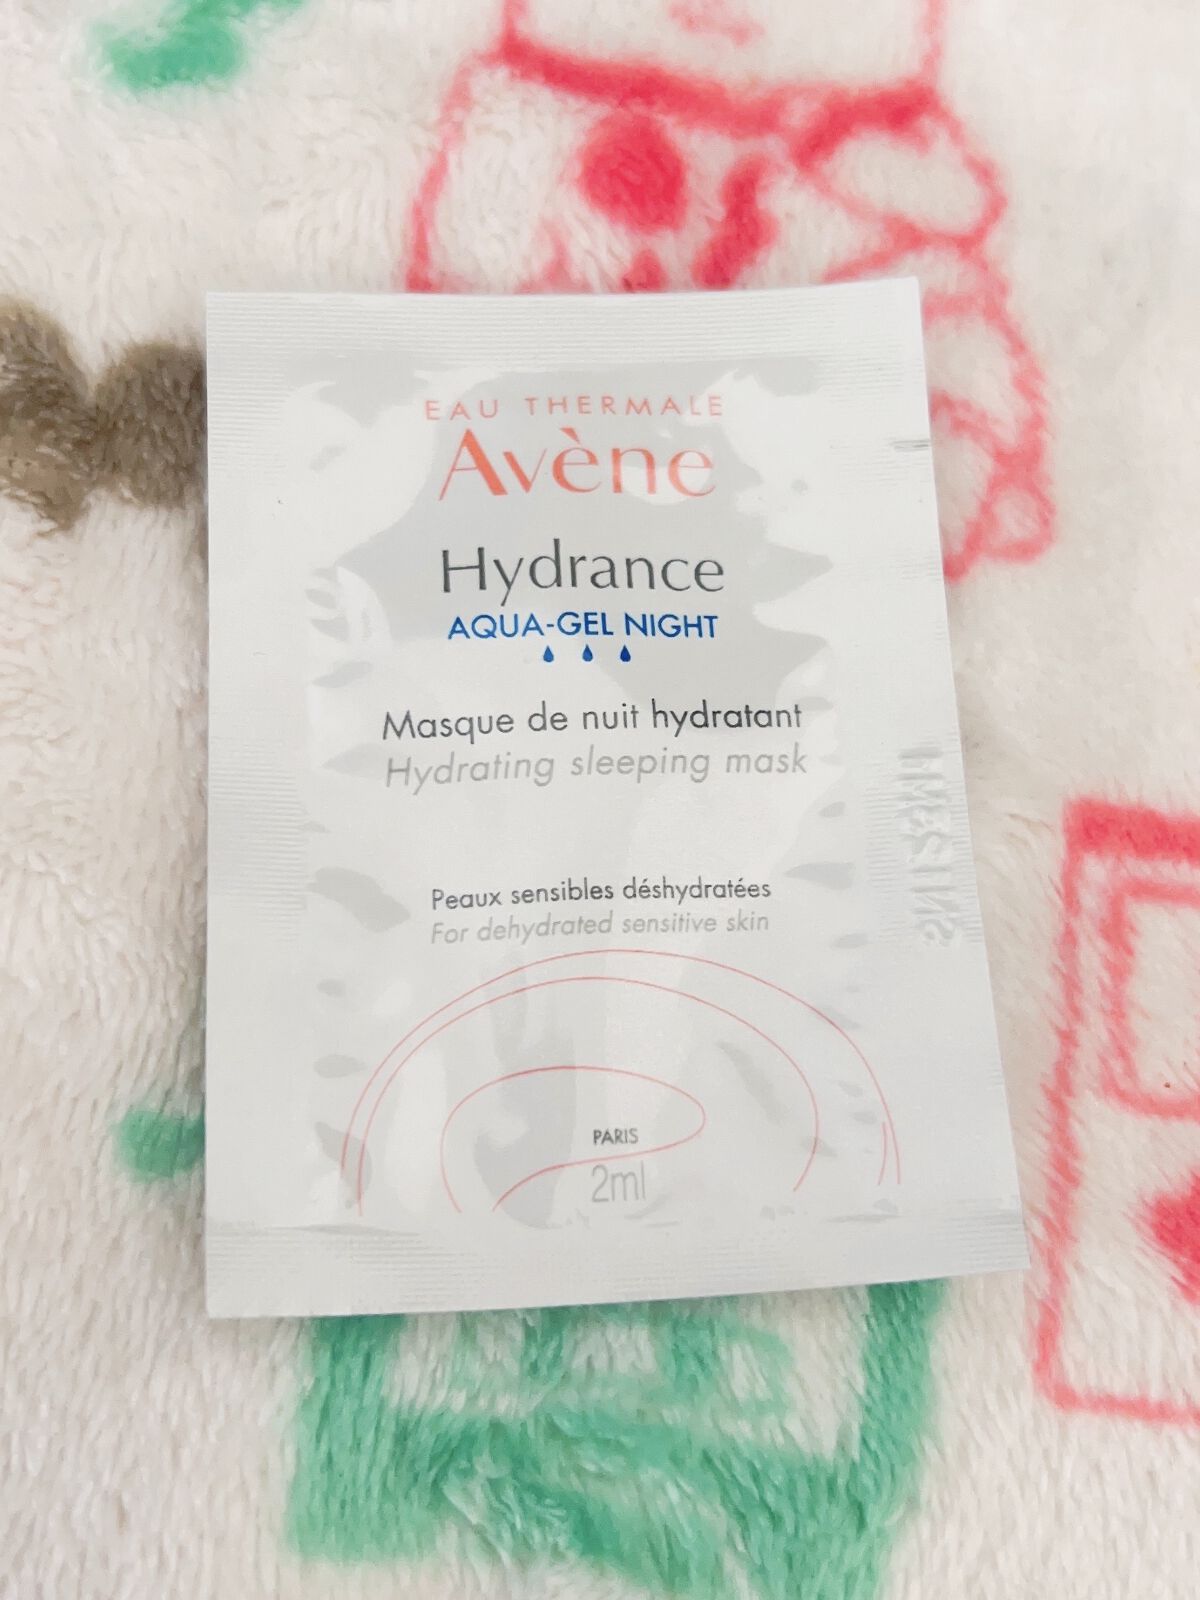 EAU THERMALE
Avène
Hydrance
AQUA-GEL NIGHT
Masque de nuit hydratant
Hydrating sleeping mask
Peaux sensibles déshydratées
For dehydrated sensitive skin
PARIS
2ml